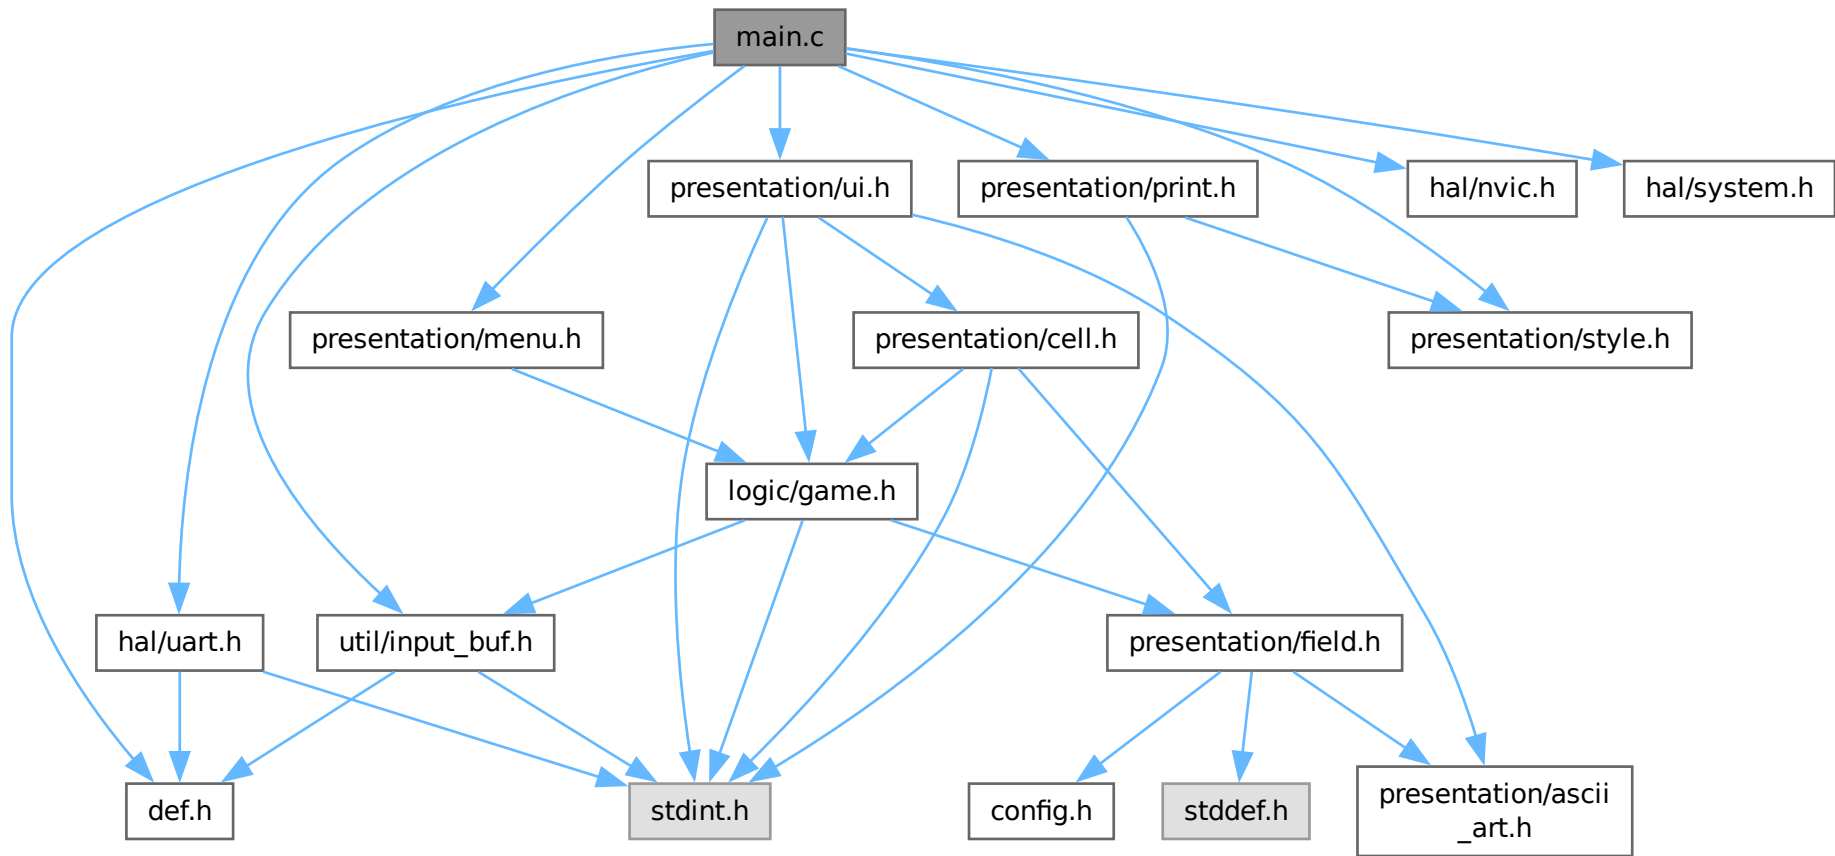 main.c
presentation/ui.h
presentation/print.h
hal/nvic.h
hal/system.h
presentation/menu.h
presentation/cell.h
presentation/style.h
logic/game.h
hal/uart.h
util/input_buf.h
presentation/field.h
def.h
stdint.h
config.h
stddef.h
presentation/ascii
_art.h